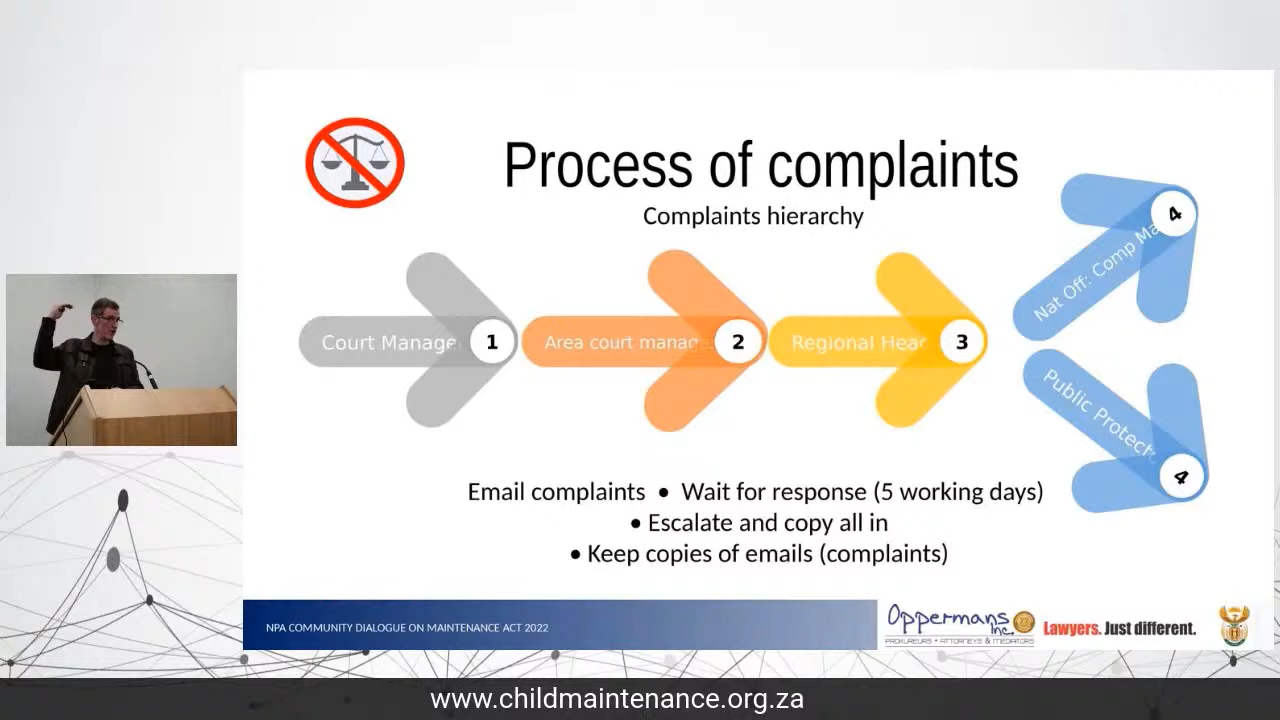 Process of complaints
Complaints hierarchy
Court Manager 1
Area court manage 2
Regional Head 3
Nat Off: Comp Ma 4
Public Protect 4
Email complaints • Wait for response (5 working days)
• Escalate and copy all in
• Keep copies of emails (complaints)
NPA COMMUNITY DIALOGUE ON MAINTENANCE ACT 2022
Oppermans Inc.
PROKUREURS • ATTORNEYS & MEDIATORS
Lawyers. Just different.
www.childmaintenance.org.za